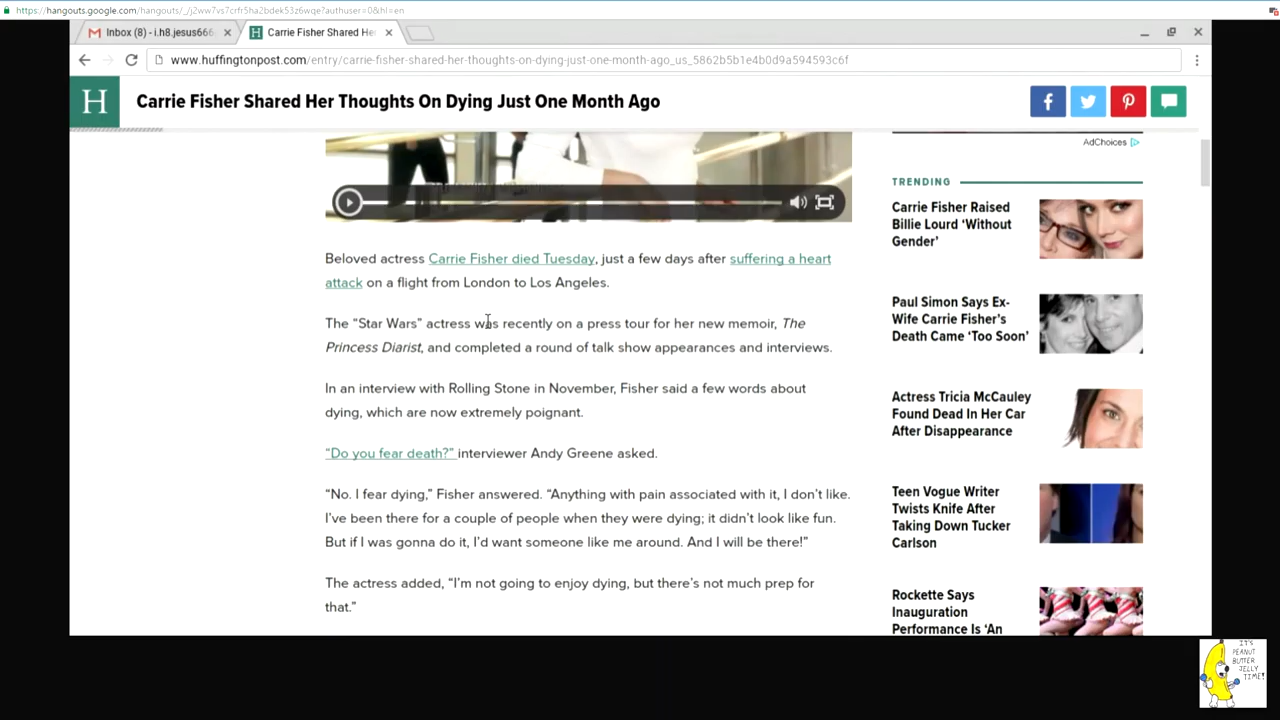 https://hangouts.google.com/hangouts/_/j2ww7vs7crfr5ha2bdek53z6wqe?authuser=0&hl=en
Inbox (8) - i.h8.jesus666
Carrie Fisher Shared He
www.huffingtonpost.com/entry/carrie-fisher-shared-her-thoughts-on-dying-just-one-month-ago_us_5862b5b1e4b0d9a594593c6f
H
Carrie Fisher Shared Her Thoughts On Dying Just One Month Ago
AdChoices
Beloved actress Carrie Fisher died Tuesday, just a few days after suffering a heart
attack on a flight from London to Los Angeles.
The “Star Wars” actress was recently on a press tour for her new memoir, The
Princess Diarist, and completed a round of talk show appearances and interviews.
In an interview with Rolling Stone in November, Fisher said a few words about
dying, which are now extremely poignant.
“Do you fear death?” interviewer Andy Greene asked.
“No. I fear dying,” Fisher answered. “Anything with pain associated with it, I don’t like.
I’ve been there for a couple of people when they were dying; it didn’t look like fun.
But if I was gonna do it, I’d want someone like me around. And I will be there!”
The actress added, “I’m not going to enjoy dying, but there’s not much prep for
that.”
TRENDING
Carrie Fisher Raised
Billie Lourd ‘Without
Gender’
Paul Simon Says Ex-
Wife Carrie Fisher’s
Death Came ‘Too Soon’
Actress Tricia McCauley
Found Dead In Her Car
After Disappearance
Teen Vogue Writer
Twists Knife After
Taking Down Tucker
Carlson
Rockette Says
Inauguration
Performance Is ‘An
IT'S
PEANUT
BUTTER
JELLY
TIME!